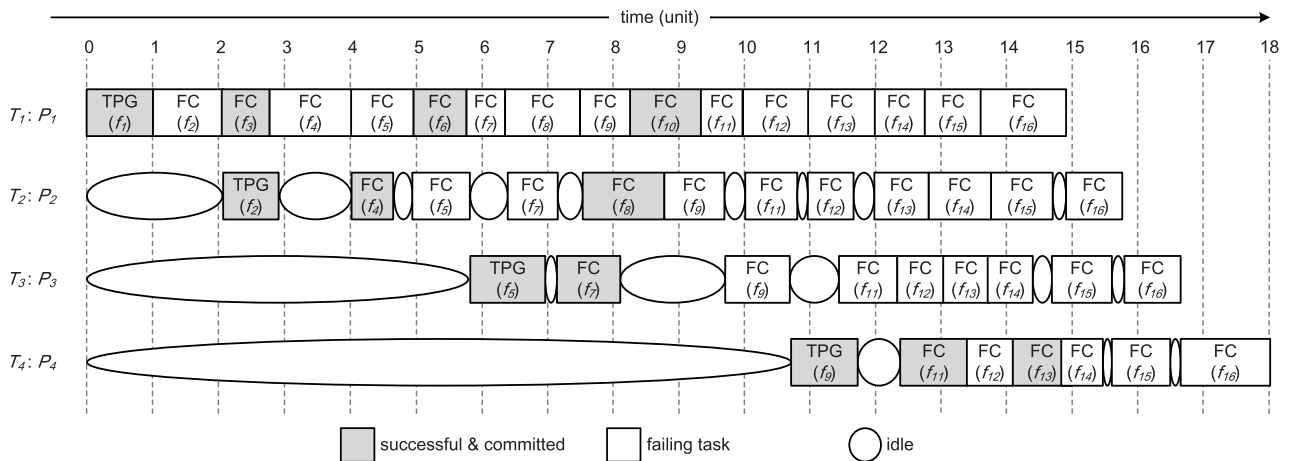 time (unit)
0 1 2 3 4 5 6 7 8 9 10 11 12 13 14 15 16 17 18
T1: P1
TPG FC FC FC FC FC FC FC FC FC FC FC FC FC FC FC
(f1) (f2) (f3) (f4) (f5) (f6) (f7) (f8) (f9) (f10) (f11) (f12) (f13) (f14) (f15) (f16)
T2: P2
TPG FC FC FC FC FC FC FC FC FC FC FC
(f2) (f4) (f5) (f7) (f8) (f9) (f11) (f12) (f13) (f14) (f15) (f16)
T3: P3
TPG FC FC FC FC FC FC FC FC
(f5) (f7) (f9) (f11) (f12) (f13) (f14) (f15) (f16)
T4: P4
TPG FC FC FC FC FC FC
(f9) (f11) (f12) (f13) (f14) (f15) (f16)
successful & committed failing task idle